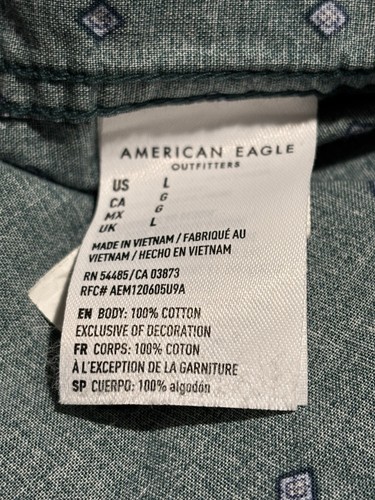 AMERICAN EAGLE
OUTFITTERS
US L
CA G
MX G
UK L
MADE IN VIETNAM / FABRIQUÉ AU
VIETNAM / HECHO EN VIETNAM
RN 54485/CA 03873
RFC# AEM120605U9A
EN BODY: 100% COTTON
EXCLUSIVE OF DECORATION
FR CORPS: 100% COTON
À L'EXCEPTION DE LA GARNITURE
SP CUERPO: 100% algodón